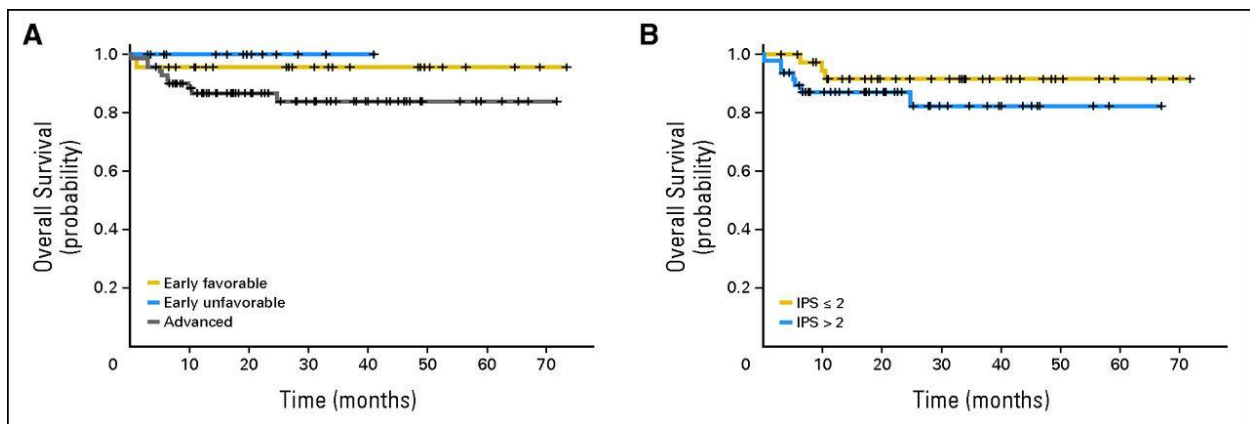 A
Overall Survival
(probability)
1.0
0.8
0.6
0.4
0.2
0
10
20
30
40
50
60
70
Time (months)
Early favorable
Early unfavorable
Advanced
B
Overall Survival
(probability)
1.0
0.8
0.6
0.4
0.2
0
10
20
30
40
50
60
70
Time (months)
IPS ≤ 2
IPS > 2